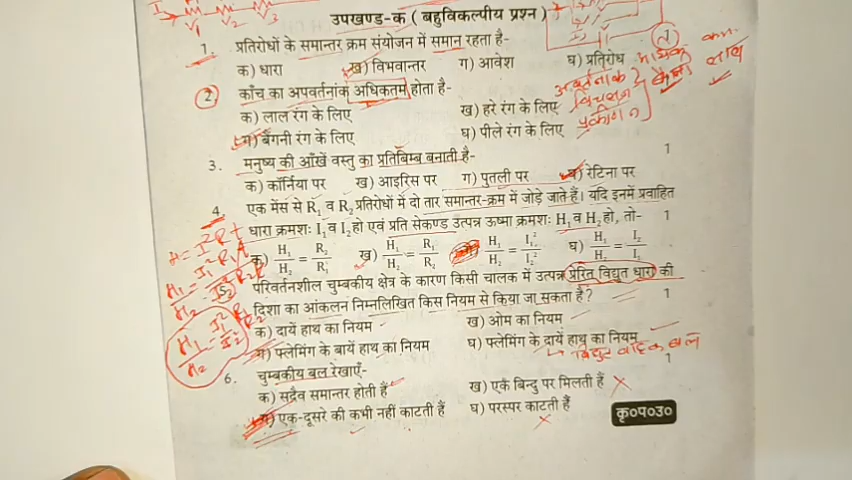 उपखण्ड-क ( बहुविकल्पीय प्रश्न )
1. प्रतिरोधों के समान्तर क्रम संयोजन में समान रहता है-
क) धारा ख) विभवान्तर ग) आवेश घ) प्रतिरोध
2. काँच का अपवर्तनांक अधिकतम होता है-
क) लाल रंग के लिए ख) हरे रंग के लिए
ग) बैंगनी रंग के लिए घ) पीले रंग के लिए
3. मनुष्य की आँखें वस्तु का प्रतिबिम्ब बनाती है- 1
क) कॉर्निया पर ख) आइरिस पर ग) पुतली पर घ) रेटिना पर
4. एक मेंस से R₁ व R₂ प्रतिरोधों में दो तार समान्तर-क्रम में जोड़े जाते हैं। यदि इनमें प्रवाहित
धारा क्रमशः I₁ व I₂ हो एवं प्रति सेकण्ड उत्पन्न ऊष्मा क्रमशः H₁ व H₂ हो, तो- 1
क) H₁/H₂ = R₂/R₁ ख) H₁/H₂ = R₁/R₂ H₁/H₂ = I₁²/I₂² घ) H₁/H₂ = I₂/I₁
परिवर्तनशील चुम्बकीय क्षेत्र के कारण किसी चालक में उत्पन्न प्रेरित विद्युत धारा की
दिशा का आंकलन निम्नलिखित किस नियम से किया जा सकता है? 1
क) दायें हाथ का नियम ख) ओम का नियम
ग) फ्लेमिंग के बायें हाथ का नियम घ) फ्लेमिंग के दायें हाथ का नियम
6. चुम्बकीय बल रेखाएँ- 1
क) सदैव समान्तर होती हैं ख) एक बिन्दु पर मिलती हैं
एक-दूसरे की कभी नहीं काटती हैं घ) परस्पर काटती हैं
कृ०प०उ०